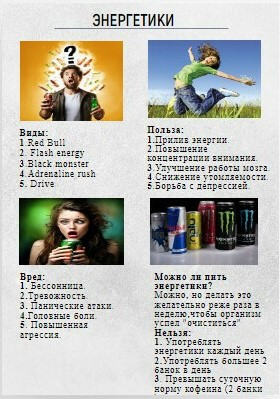 ЭНЕРГЕТИКИ
Виды:
1.Red Bull
2. Flash energy
3.Black monster
4.Adrenaline rush
5. Drive
Польза:
1.Прилив энергии.
2.Повышение
концентрации внимания.
3.Улучшение работы мозга.
4.Снижение утомляемости.
5.Борьба с депрессией.
Вред:
1. Бессонница.
2.Тревожность.
3. Панические атаки.
4.Головные боли.
5. Повышенная
агрессия.
Можно ли пить
энергетики?
Можно, но делать это
желательно реже раза в
неделю,чтобы организм
успел "очиститься"
Нельзя:
1. Употреблять
энергетики каждый день
2.Употреблять большее 2
банок в день
3. Превышать суточную
норму кофеина (2 банки